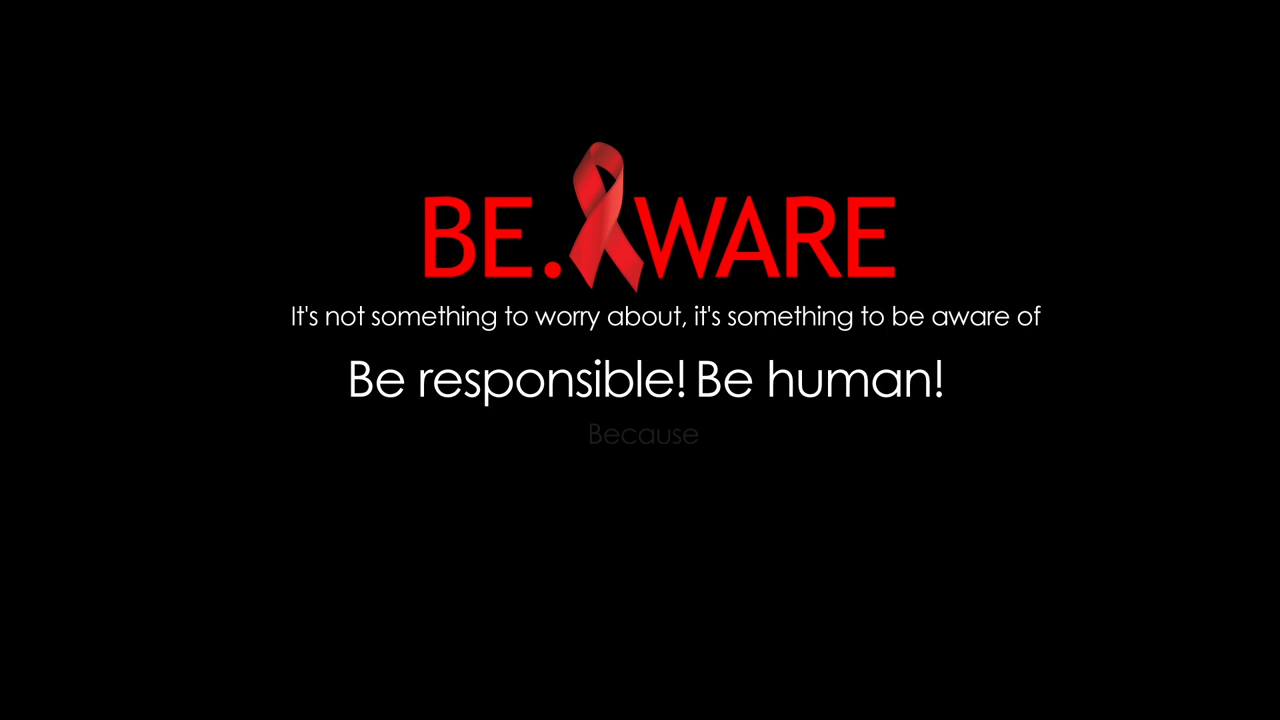 BE.AWARE
It's not something to worry about, it's something to be aware of
Be responsible! Be human!
Because